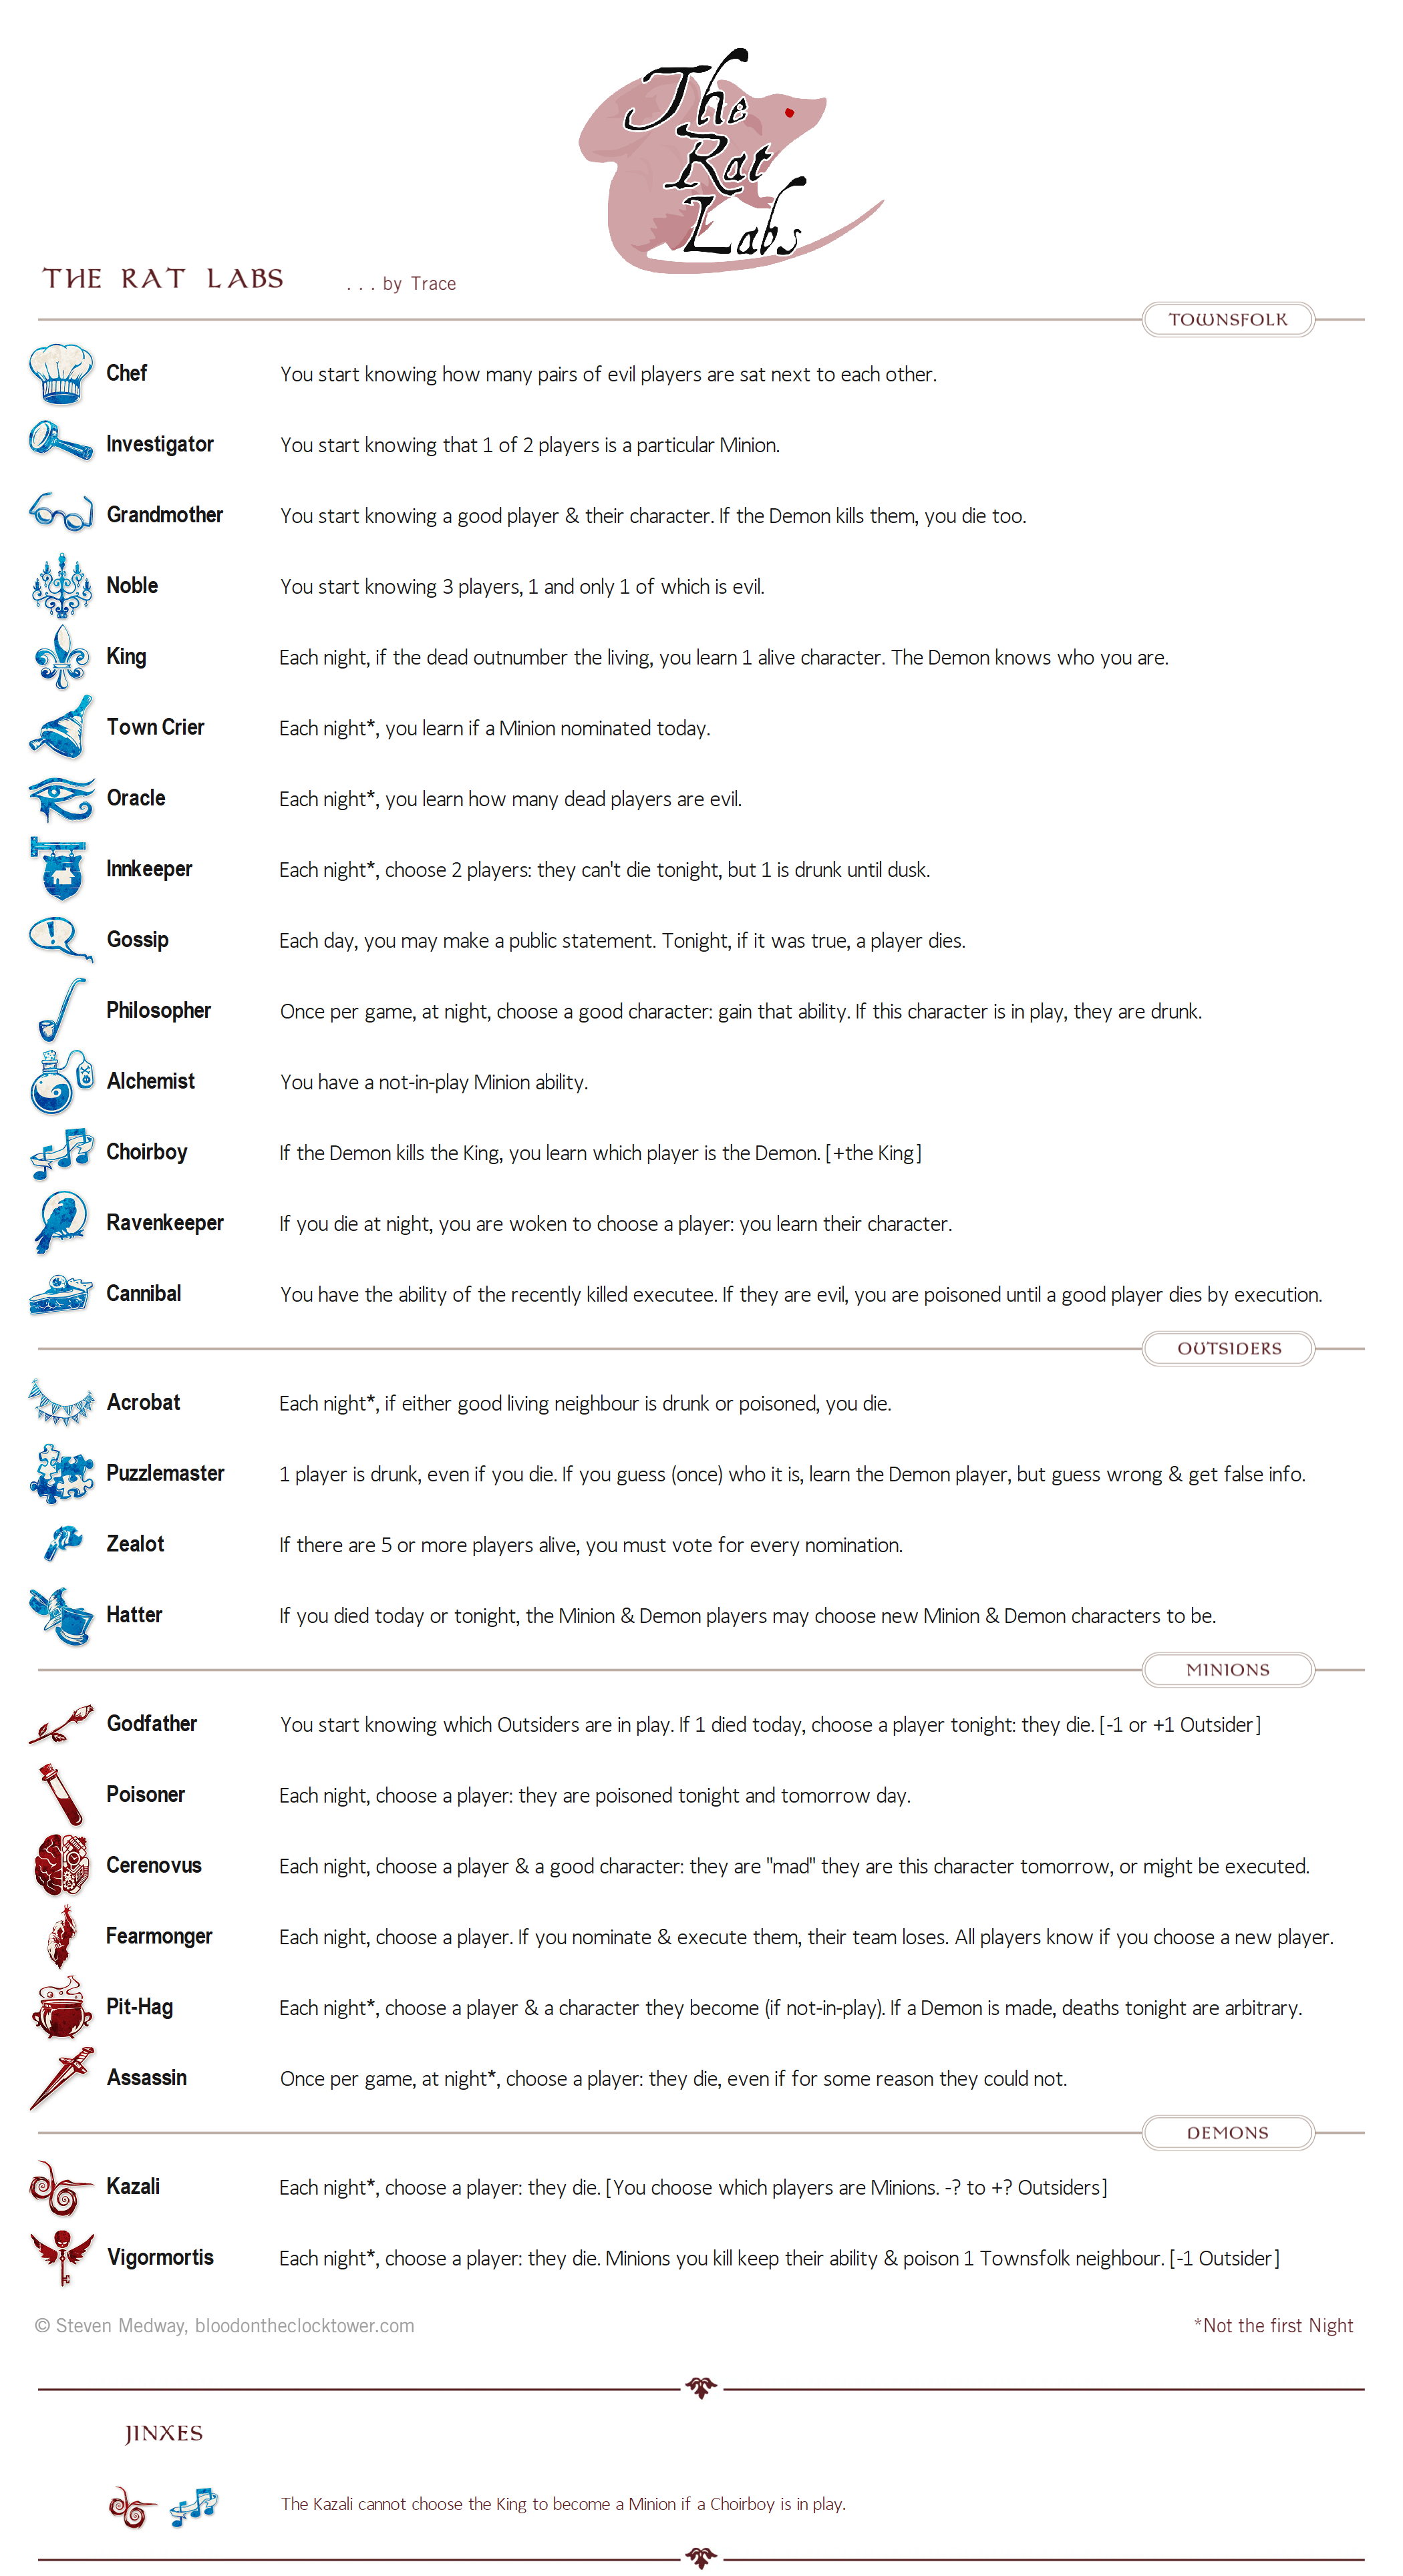 The
Rat
Labs
THE RAT LABS ... by Trace
TOWNSFOLK
Chef You start knowing how many pairs of evil players are sat next to each other.
Investigator You start knowing that 1 of 2 players is a particular Minion.
Grandmother You start knowing a good player & their character. If the Demon kills them, you die too.
Noble You start knowing 3 players, 1 and only 1 of which is evil.
King Each night, if the dead outnumber the living, you learn 1 alive character. The Demon knows who you are.
Town Crier Each night*, you learn if a Minion nominated today.
Oracle Each night*, you learn how many dead players are evil.
Innkeeper Each night*, choose 2 players: they can't die tonight, but 1 is drunk until dusk.
Gossip Each day, you may make a public statement. Tonight, if it was true, a player dies.
Philosopher Once per game, at night, choose a good character: gain that ability. If this character is in play, they are drunk.
Alchemist You have a not-in-play Minion ability.
Choirboy If the Demon kills the King, you learn which player is the Demon. [+the King]
Ravenkeeper If you die at night, you are woken to choose a player: you learn their character.
Cannibal You have the ability of the recently killed executee. If they are evil, you are poisoned until a good player dies by execution.
OUTSIDERS
Acrobat Each night*, if either good living neighbour is drunk or poisoned, you die.
Puzzlemaster 1 player is drunk, even if you die. If you guess (once) who it is, learn the Demon player, but guess wrong & get false info.
Zealot If there are 5 or more players alive, you must vote for every nomination.
Hatter If you died today or tonight, the Minion & Demon players may choose new Minion & Demon characters to be.
MINIONS
Godfather You start knowing which Outsiders are in play. If 1 died today, choose a player tonight: they die. [-1 or +1 Outsider]
Poisoner Each night, choose a player: they are poisoned tonight and tomorrow day.
Cerenovus Each night, choose a player & a good character: they are "mad" they are this character tomorrow, or might be executed.
Fearmonger Each night, choose a player. If you nominate & execute them, their team loses. All players know if you choose a new player.
Pit-Hag Each night*, choose a player & a character they become (if not-in-play). If a Demon is made, deaths tonight are arbitrary.
Assassin Once per game, at night*, choose a player: they die, even if for some reason they could not.
DEMONS
Kazali Each night*, choose a player: they die. [You choose which players are Minions. -? to +? Outsiders]
Vigormortis Each night*, choose a player: they die. Minions you kill keep their ability & poison 1 Townsfolk neighbour. [-1 Outsider]
© Steven Medway, bloodontheclocktower.com *Not the first Night
JINXES
The Kazali cannot choose the King to become a Minion if a Choirboy is in play.